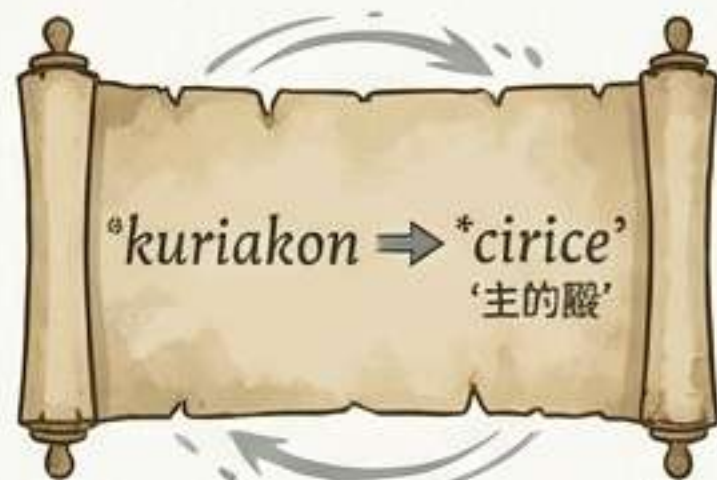 *kuriakon ⇒ *cirice’
‘主的殿’